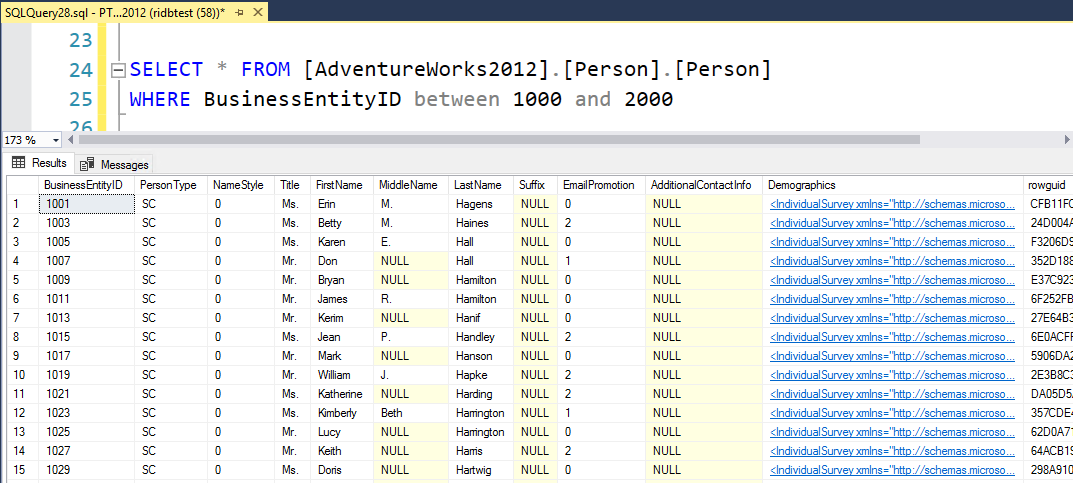 SQLQuery28.sql - PT...2012 (ridbtest (58))*
23
24 SELECT * FROM [AdventureWorks2012].[Person].[Person]
25 WHERE BusinessEntityID between 1000 and 2000
26
173 %
Results Messages
BusinessEntityID PersonType NameStyle Title FirstName MiddleName LastName Suffix EmailPromotion AdditionalContactInfo Demographics rowguid
1 1001 SC 0 Ms. Erin M. Hagens NULL 0 NULL <IndividualSurvey xmlns="http://schemas.microso... CFB11FC
2 1003 SC 0 Ms. Betty M. Haines NULL 2 NULL <IndividualSurvey xmlns="http://schemas.microso... 24D004A
3 1005 SC 0 Ms. Karen E. Hall NULL 0 NULL <IndividualSurvey xmlns="http://schemas.microso... F3206D9
4 1007 SC 0 Mr. Don NULL Hall NULL 1 NULL <IndividualSurvey xmlns="http://schemas.microso... 352D188
5 1009 SC 0 Mr. Bryan NULL Hamilton NULL 0 NULL <IndividualSurvey xmlns="http://schemas.microso... E37C923
6 1011 SC 0 Mr. James R. Hamilton NULL 0 NULL <IndividualSurvey xmlns="http://schemas.microso... 6F252FB
7 1013 SC 0 Mr. Kerim NULL Hanif NULL 0 NULL <IndividualSurvey xmlns="http://schemas.microso... 27E64B3
8 1015 SC 0 Ms. Jean P. Handley NULL 2 NULL <IndividualSurvey xmlns="http://schemas.microso... 6E0ACFF
9 1017 SC 0 Mr. Mark NULL Hanson NULL 0 NULL <IndividualSurvey xmlns="http://schemas.microso... 5906DA2
10 1019 SC 0 Mr. William J. Hapke NULL 2 NULL <IndividualSurvey xmlns="http://schemas.microso... 2E3B8C3
11 1021 SC 0 Ms. Katherine NULL Harding NULL 2 NULL <IndividualSurvey xmlns="http://schemas.microso... DA05D5
12 1023 SC 0 Ms. Kimberly Beth Harrington NULL 1 NULL <IndividualSurvey xmlns="http://schemas.microso... 357CDE4
13 1025 SC 0 Mr. Lucy NULL Harrington NULL 0 NULL <IndividualSurvey xmlns="http://schemas.microso... 62D0A71
14 1027 SC 0 Mr. Keith NULL Harris NULL 2 NULL <IndividualSurvey xmlns="http://schemas.microso... 64ACB19
15 1029 SC 0 Ms. Doris NULL Hartwig NULL 0 NULL <IndividualSurvey xmlns="http://schemas.microso... 298A910